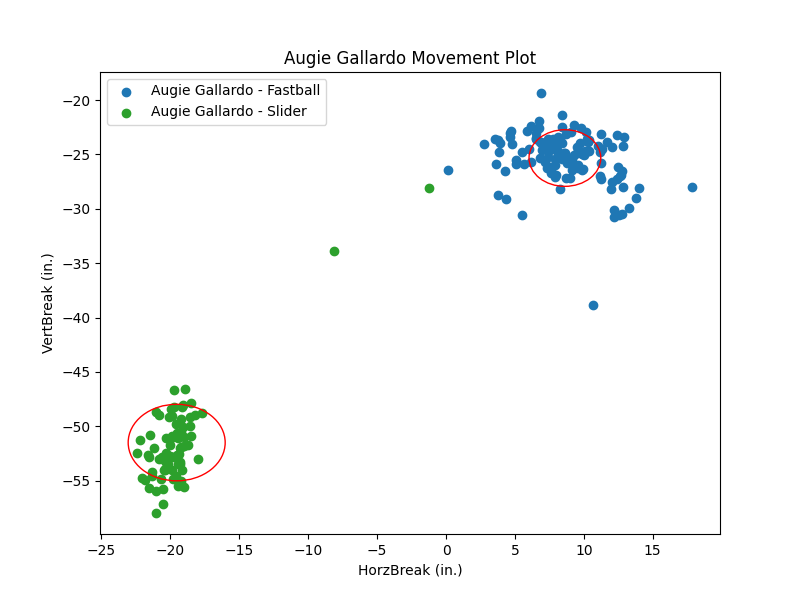 Augie Gallardo Movement Plot
Augie Gallardo - Fastball
Augie Gallardo - Slider
VertBreak (in.)
−20
−25
−30
−35
−40
−45
−50
−55
−25 −20 −15 −10 −5 0 5 10 15
HorzBreak (in.)